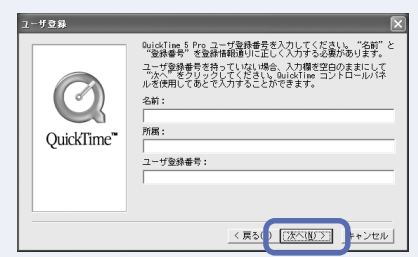 ユーザ登録
QuickTime 5 Pro ユーザ登録番号を入力してください。 “名前” と
“登録番号” を登録情報通りに正しく入力する必要があります。
ユーザ登録番号を持っていない場合、入力欄を空白のままにして
“次へ” をクリックしてください。QuickTime コントロールパネ
ルを使用してあとで入力することができます。
名前：
QuickTime™
所属：
ユーザ登録番号：
< 戻る( 次へ(N) > キャンセル